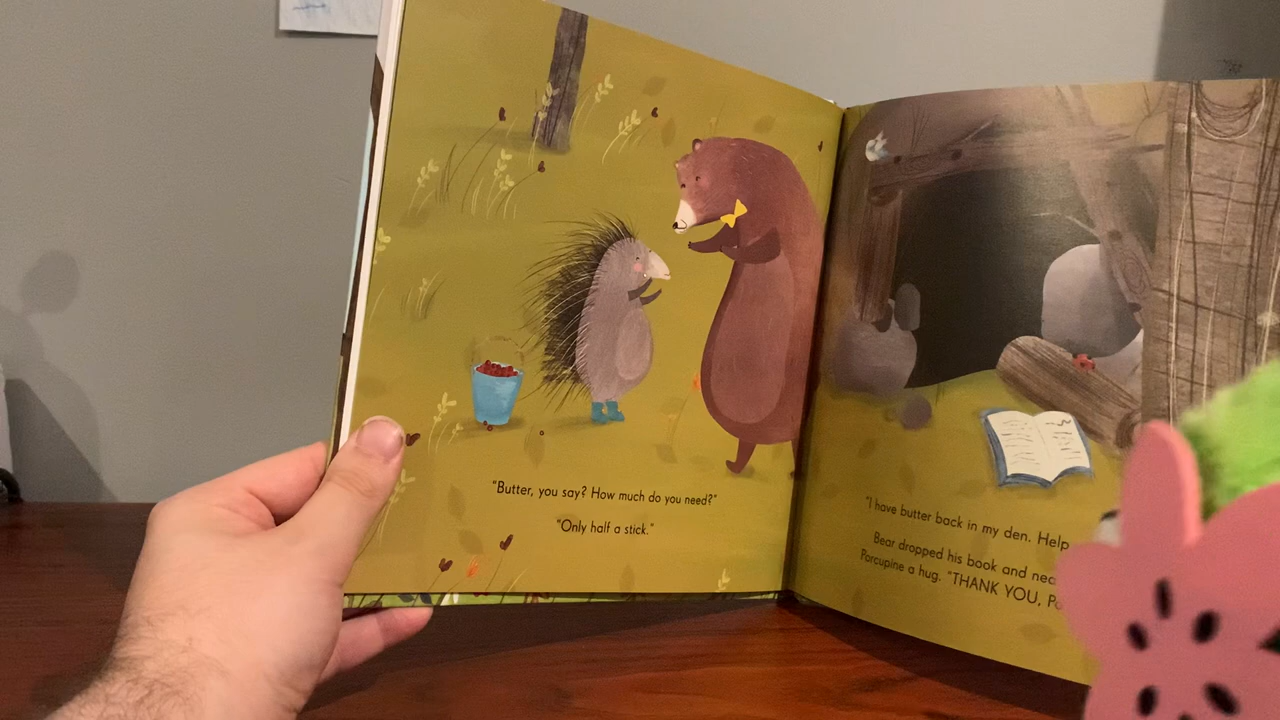 "Butter, you say? How much do you need?"
"Only half a stick."
"I have butter back in my den. Help
Bear dropped his book and
Porcupine a hug. "THANK YOU,